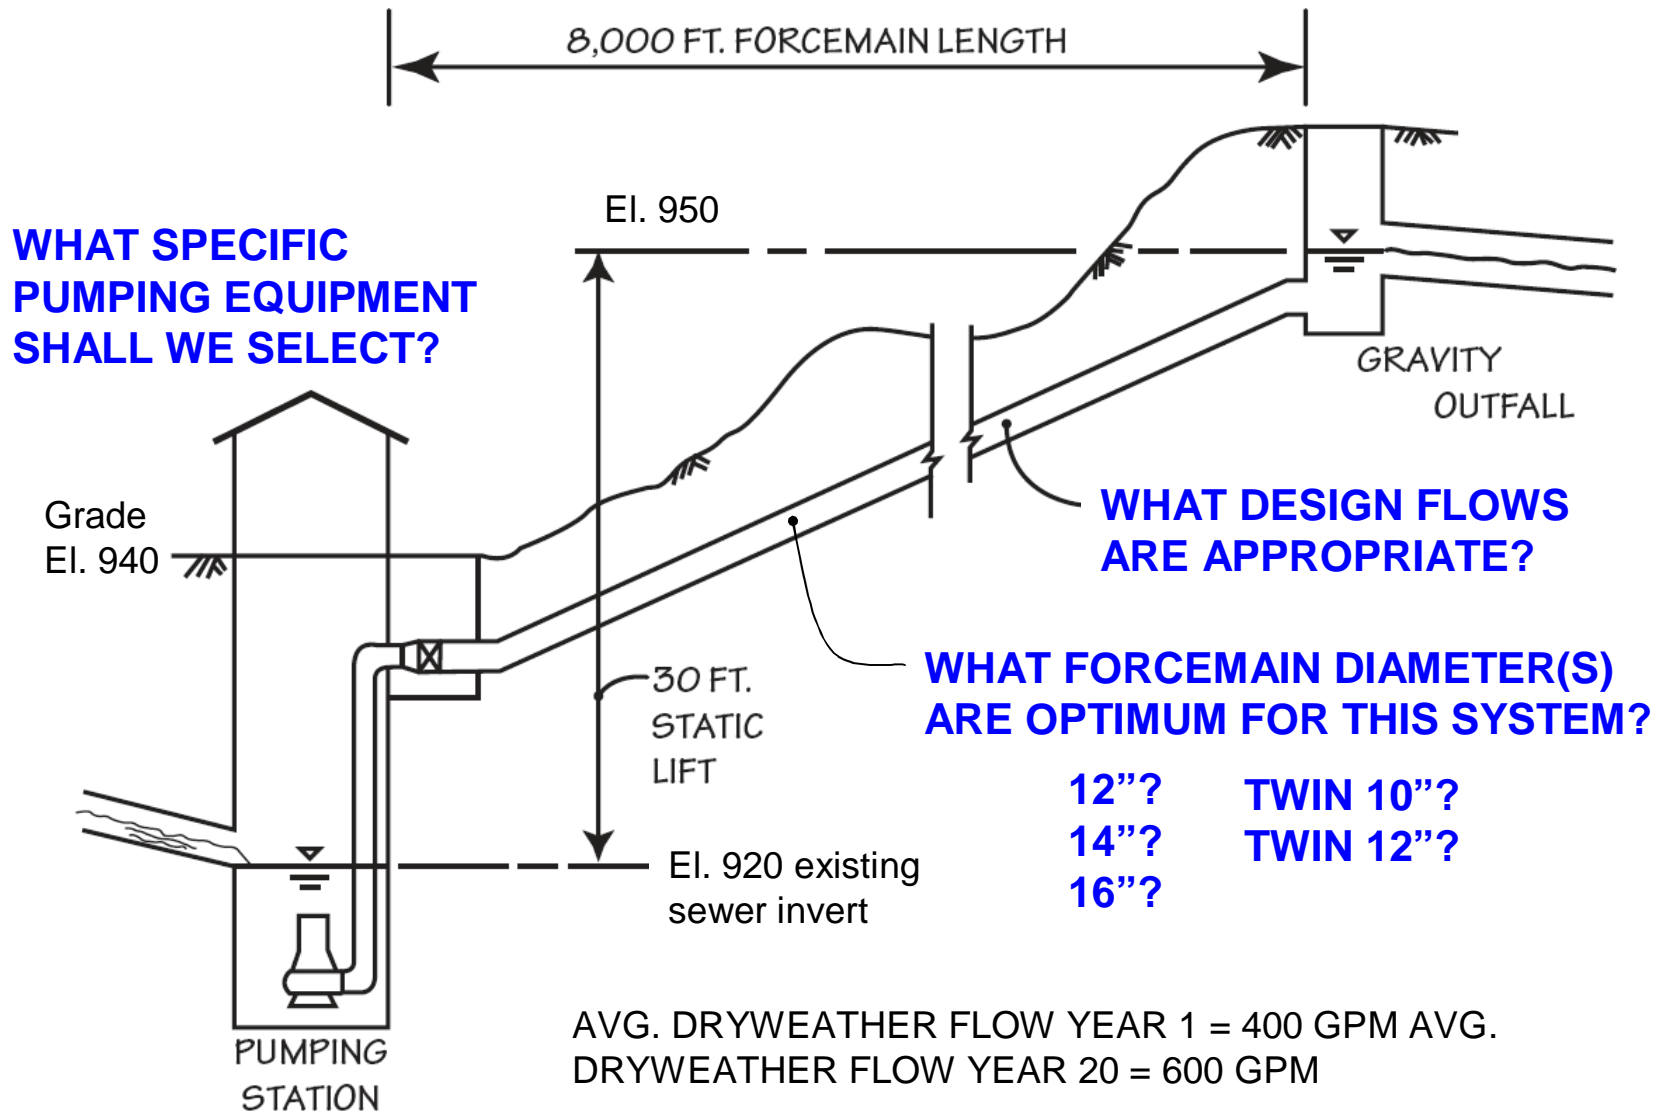 8,000 FT. FORCEMAIN LENGTH
El. 950
WHAT SPECIFIC
PUMPING EQUIPMENT
SHALL WE SELECT?
GRAVITY
OUTFALL
Grade
El. 940
WHAT DESIGN FLOWS
ARE APPROPRIATE?
30 FT.
STATIC
LIFT
WHAT FORCEMAIN DIAMETER(S)
ARE OPTIMUM FOR THIS SYSTEM?
12”?
14”?
16”?
TWIN 10”?
TWIN 12”?
El. 920 existing
sewer invert
PUMPING
STATION
AVG. DRYWEATHER FLOW YEAR 1 = 400 GPM AVG.
DRYWEATHER FLOW YEAR 20 = 600 GPM